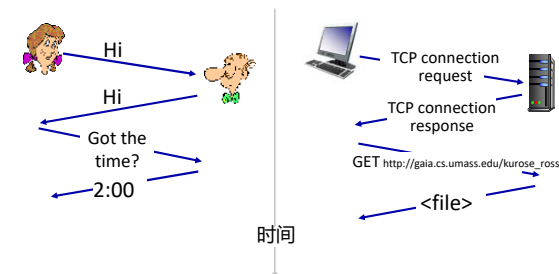 Hi
Hi
Got the
time?
2:00
TCP connection
request
TCP connection
response
GET http://gaia.cs.umass.edu/kurose_ross
<file>
时间